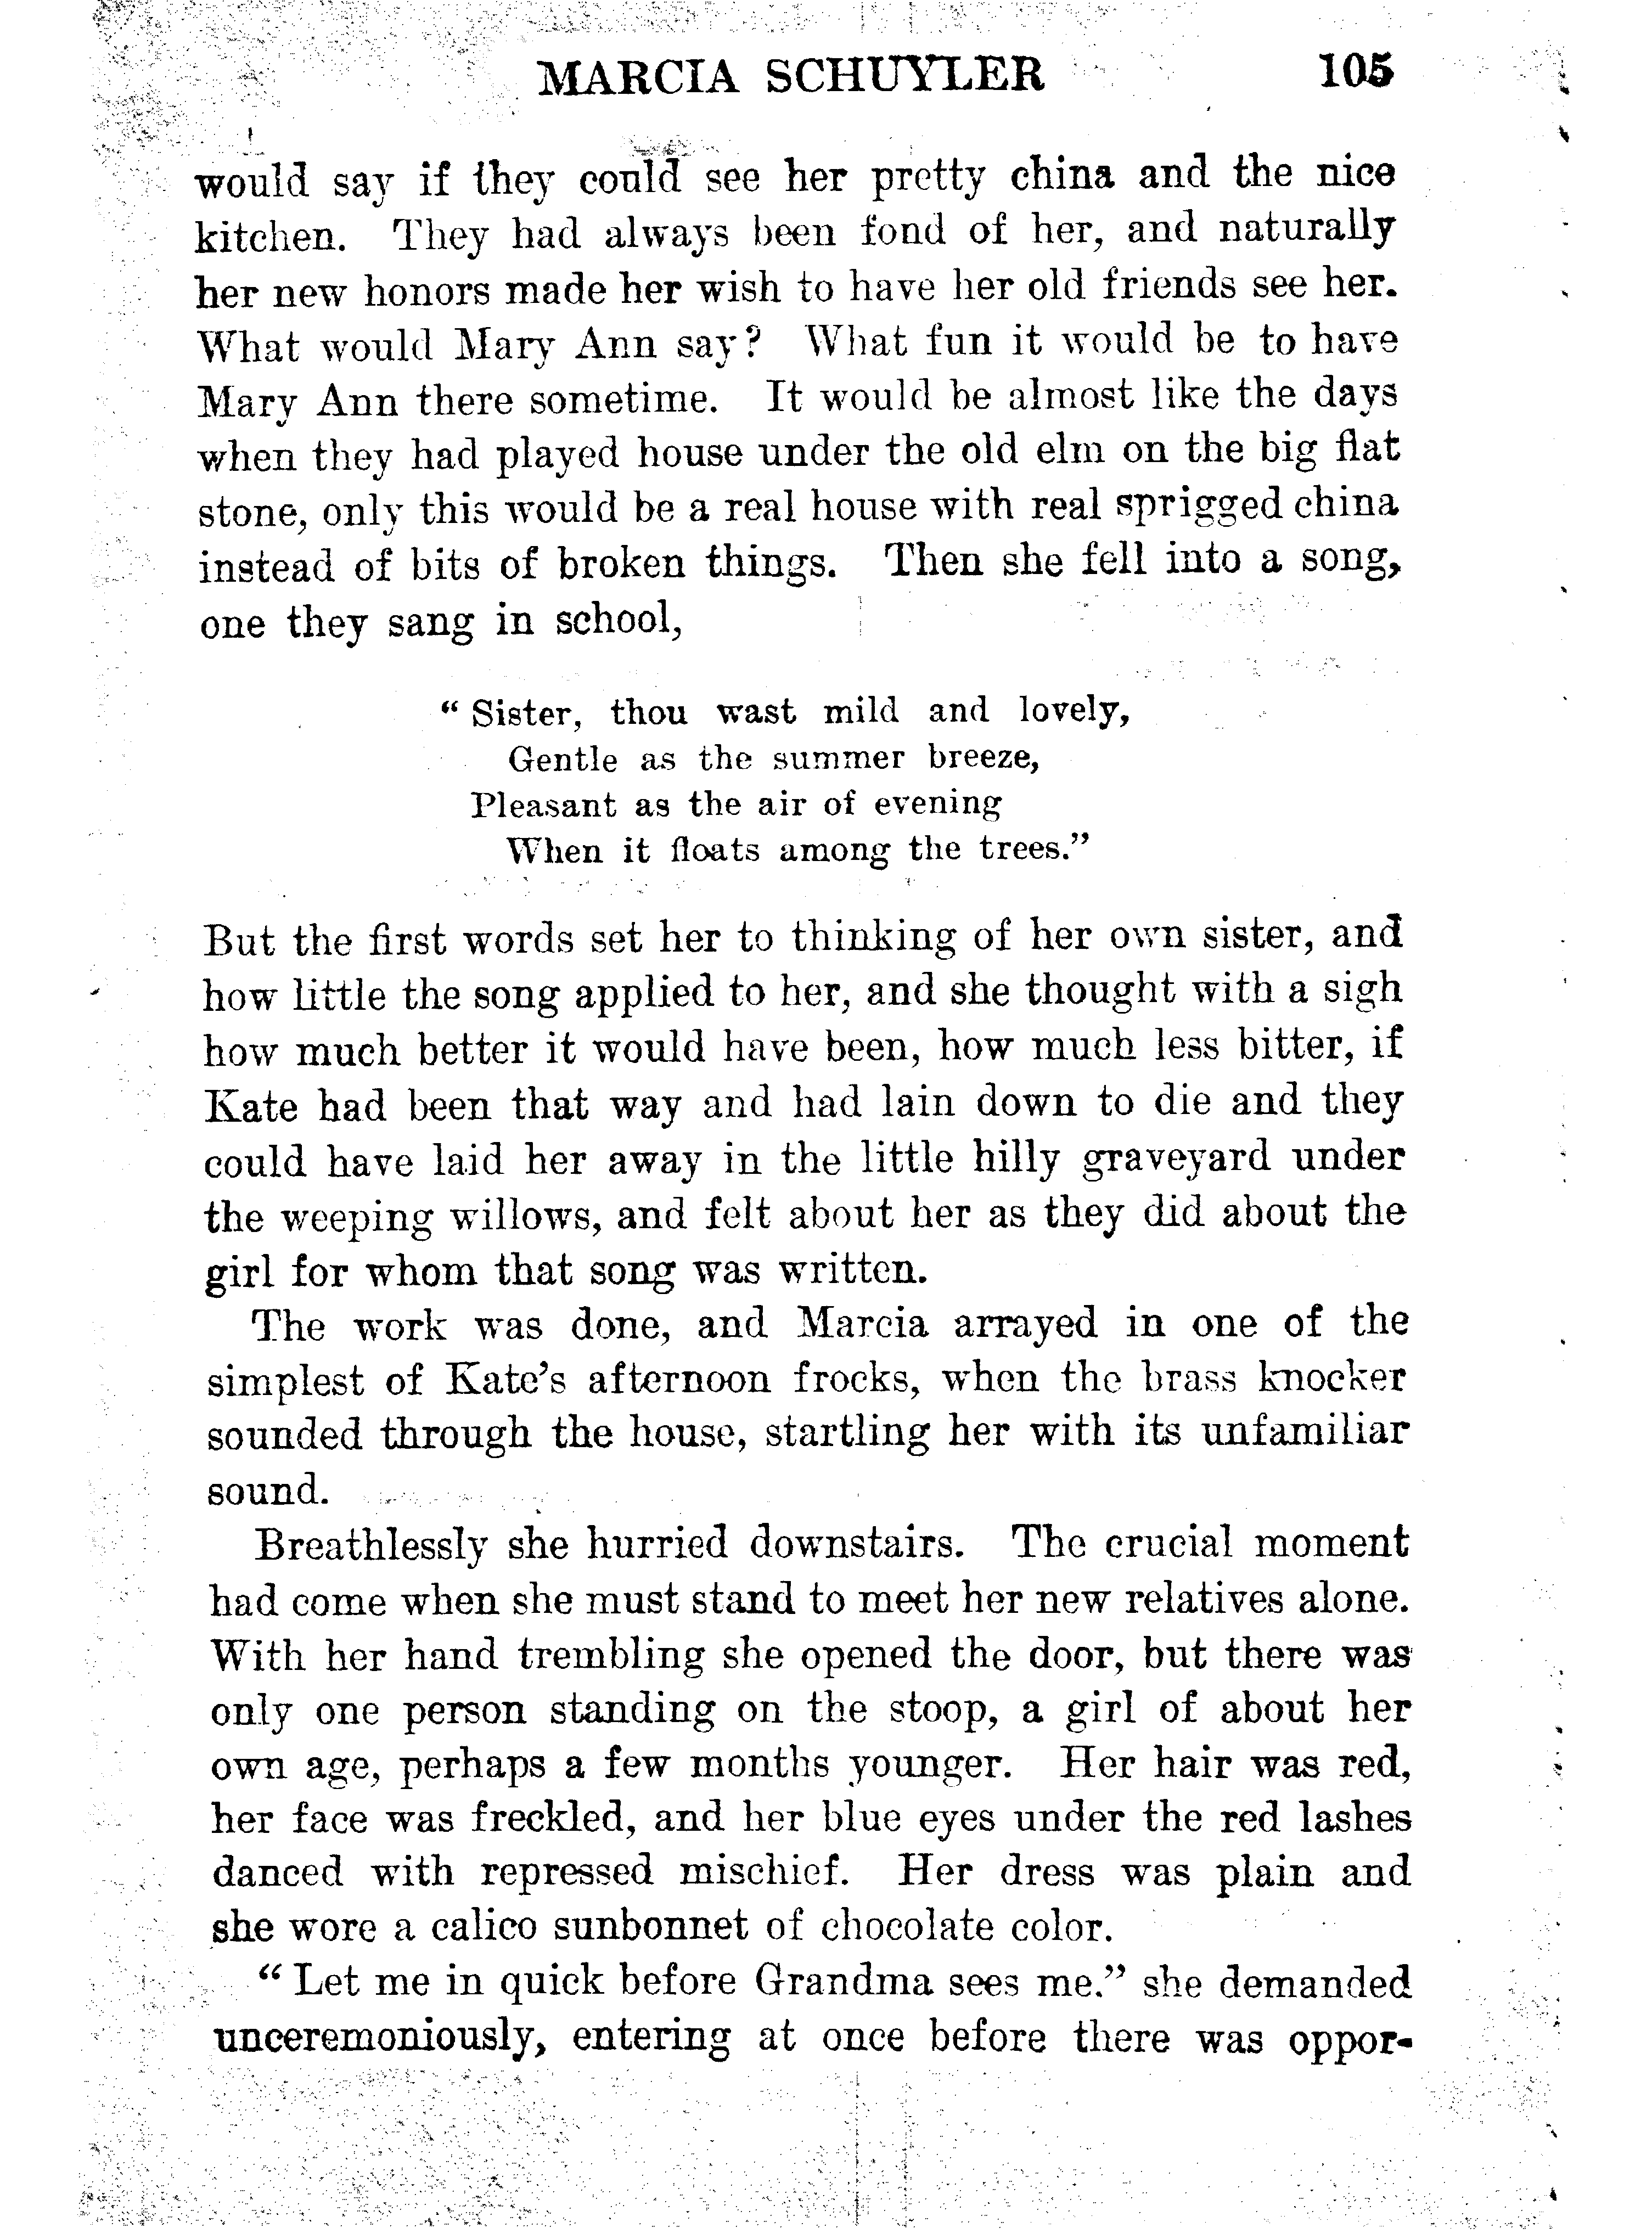 MARCIA SCHUYLER 105
would say if they could see her pretty china and the nice
kitchen. They had always been fond of her, and naturally
her new honors made her wish to have her old friends see her.
What would Mary Ann say? What fun it would be to have
Mary Ann there sometime. It would be almost like the days
when they had played house under the old elm on the big flat
stone, only this would be a real house with real sprigged china
instead of bits of broken things. Then she fell into a song,
one they sang in school,
“ Sister, thou wast mild and lovely,
Gentle as the summer breeze,
Pleasant as the air of evening
When it floats among the trees.”
But the first words set her to thinking of her own sister, and
how little the song applied to her, and she thought with a sigh
how much better it would have been, how much less bitter, if
Kate had been that way and had lain down to die and they
could have laid her away in the little hilly graveyard under
the weeping willows, and felt about her as they did about the
girl for whom that song was written.
The work was done, and Marcia arrayed in one of the
simplest of Kate’s afternoon frocks, when the brass knocker
sounded through the house, startling her with its unfamiliar
sound.
Breathlessly she hurried downstairs. The crucial moment
had come when she must stand to meet her new relatives alone.
With her hand trembling she opened the door, but there was
only one person standing on the stoop, a girl of about her
own age, perhaps a few months younger. Her hair was red,
her face was freckled, and her blue eyes under the red lashes
danced with repressed mischief. Her dress was plain and
she wore a calico sunbonnet of chocolate color.
“ Let me in quick before Grandma sees me.” she demanded
unceremoniously, entering at once before there was oppor-